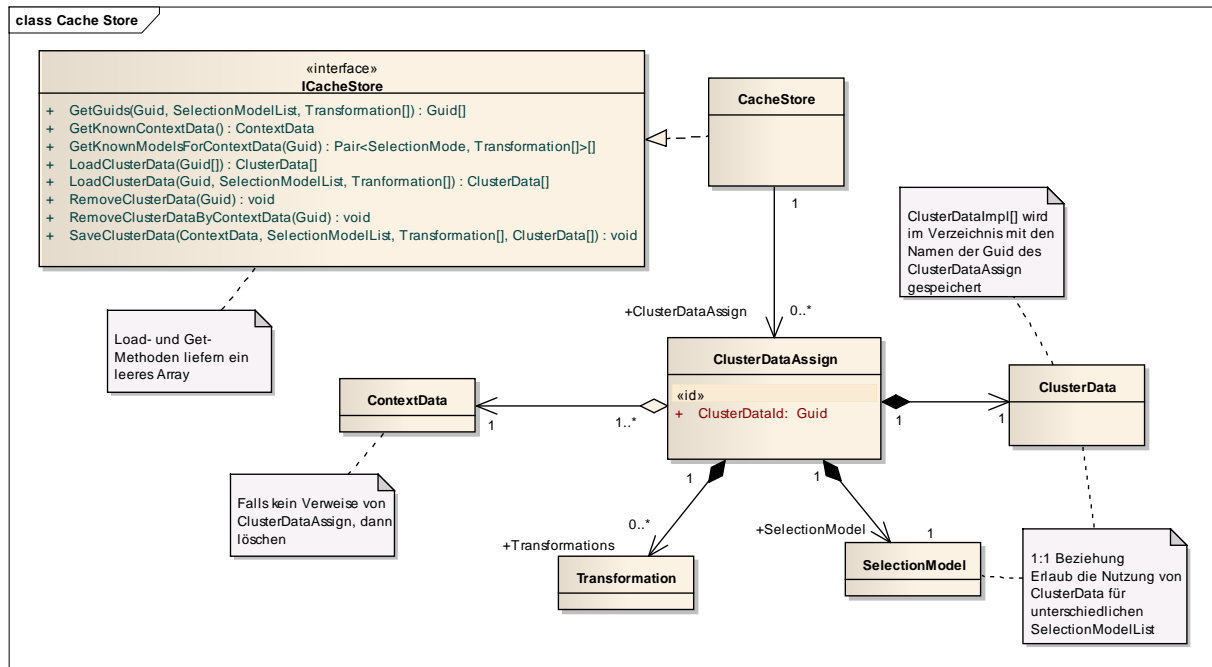 class Cache Store
«interface»
ICacheStore
+ GetGuids(Guid, SelectionModelList, Transformation[]) : Guid[]
+ GetKnownContextData() : ContextData
+ GetKnownModelsForContextData(Guid) : Pair<SelectionMode, Transformation[]>[]
+ LoadClusterData(Guid[]) : ClusterData[]
+ LoadClusterData(Guid, SelectionModelList, Tranformation[]) : ClusterData[]
+ RemoveClusterData(Guid) : void
+ RemoveClusterDataByContextData(Guid) : void
+ SaveClusterData(ContextData, SelectionModelList, Transformation[], ClusterData[]) : void
CacheStore
1
ClusterDataImpl[] wird
im Verzeichnis mit den
Namen der Guid des
ClusterDataAssign
gespeichert
+ClusterDataAssign
0..*
Load- und Get-
Methoden liefern ein
leeres Array
ClusterDataAssign
«id»
+ ClusterDataId: Guid
ContextData
1
1..*
ClusterData
1
1
Falls kein Verweise von
ClusterDataAssign, dann
löschen
1
0..*
+Transformations
Transformation
1
+SelectionModel
1
SelectionModel
1:1 Beziehung
Erlaub die Nutzung von
ClusterData für
unterschiedlichen
SelectionModelList